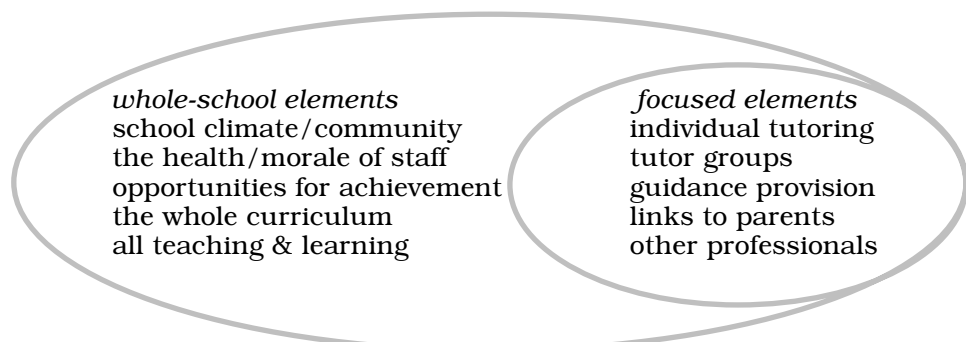 whole-school elements
school climate/community
the health/morale of staff
opportunities for achievement
the whole curriculum
all teaching & learning
focused elements
individual tutoring
tutor groups
guidance provision
links to parents
other professionals